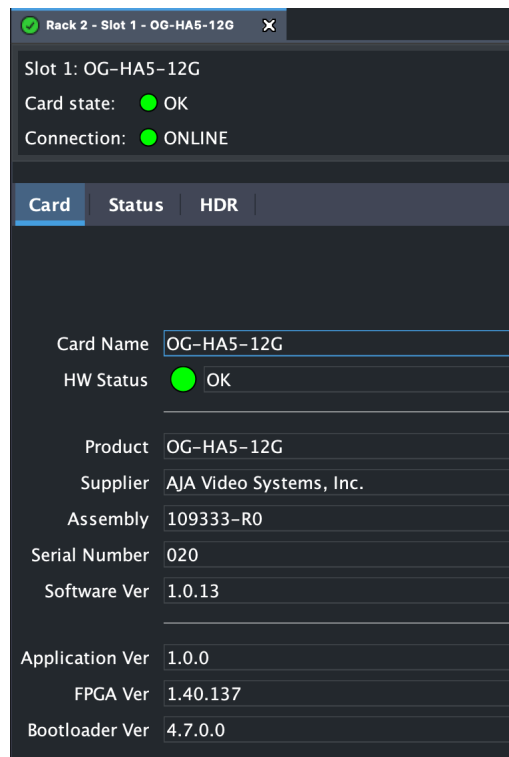 Rack 2 - Slot 1 - OG-HA5-12G
Slot 1: OG-HA5-12G
Card state: OK
Connection: ONLINE
Card Status HDR
Card Name OG-HA5-12G
HW Status OK
Product OG-HA5-12G
Supplier AJA Video Systems, Inc.
Assembly 109333-R0
Serial Number 020
Software Ver 1.0.13
Application Ver 1.0.0
FPGA Ver 1.40.137
Bootloader Ver 4.7.0.0